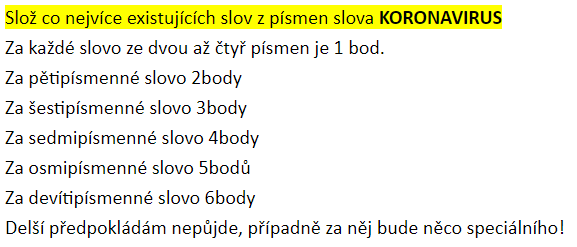 Slož co nejvíce existujících slov z písmen slova KORONAVIRUS
Za každé slovo ze dvou až čtyř písmen je 1 bod.
Za pětipísmenné slovo 2body
Za šestipísmenné slovo 3body
Za sedmipísmenné slovo 4body
Za osmipísmenné slovo 5bodů
Za devítipísmenné slovo 6body
Delší předpokládám nepůjde, případně za něj bude něco speciálního!